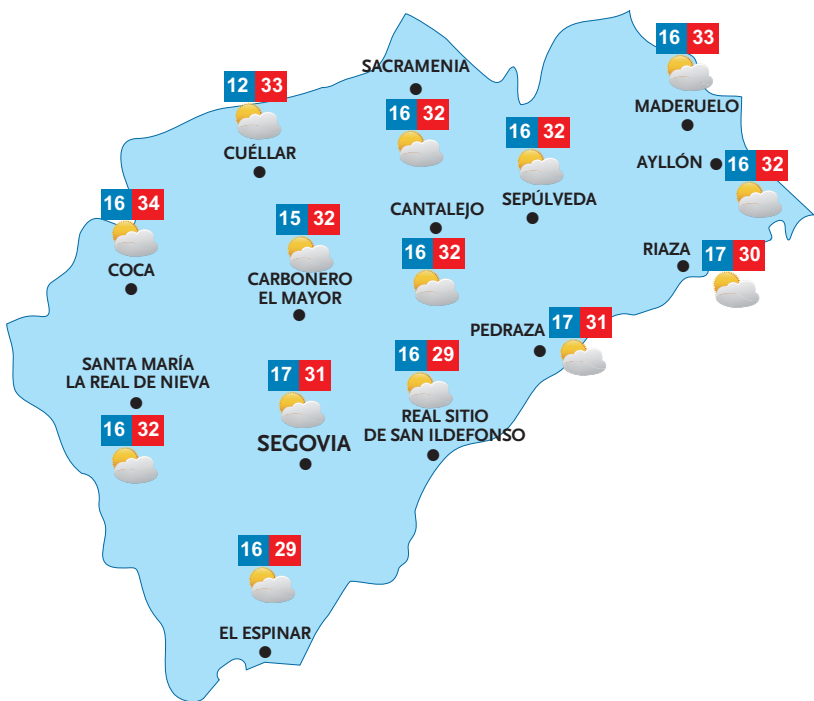 16 33
MADERUELO
SACRAMENIA
16 32
12 33
CUÉLLAR
16 32
SEPÚLVEDA
AYLLÓN
16 32
16 34
COCA
15 32
CARBONERO
EL MAYOR
CANTALEJO
16 32
RIAZA
17 30
PEDRAZA
17 31
SANTA MARÍA
LA REAL DE NIEVA
16 32
17 31
SEGOVIA
16 29
REAL SITIO
DE SAN ILDEFONSO
16 29
EL ESPINAR